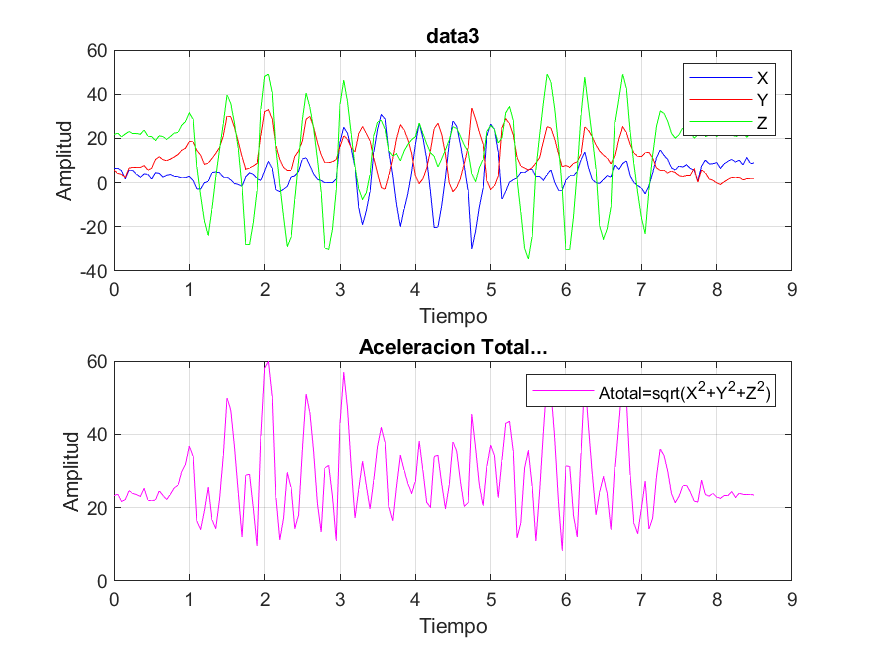 data3
60
40
20
0
-20
-40
Amplitud
X
Y
Z
0 1 2 3 4 5 6 7 8 9
Tiempo
Aceleracion Total...
60
40
20
0
Amplitud
Atotal=sqrt(X²+Y²+Z²)
0 1 2 3 4 5 6 7 8 9
Tiempo